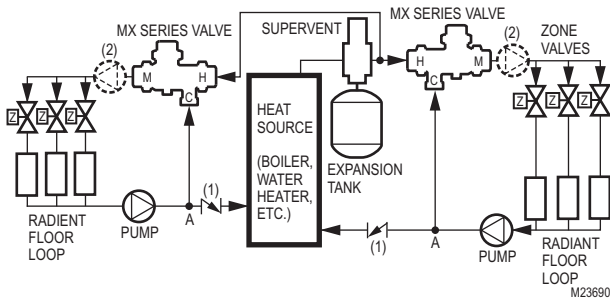 MX SERIES VALVE
SUPERVENT
MX SERIES VALVE
(2)
(2)
ZONE
VALVES
M
H
C
H
M
C
Z
Z
Z
Z
Z
Z
HEAT
SOURCE
(BOILER,
WATER
HEATER,
ETC.)
EXPANSION
TANK
(1)
A
PUMP
RADIENT
FLOOR
LOOP
(1)
A
PUMP
RADIANT
FLOOR
LOOP
M23690